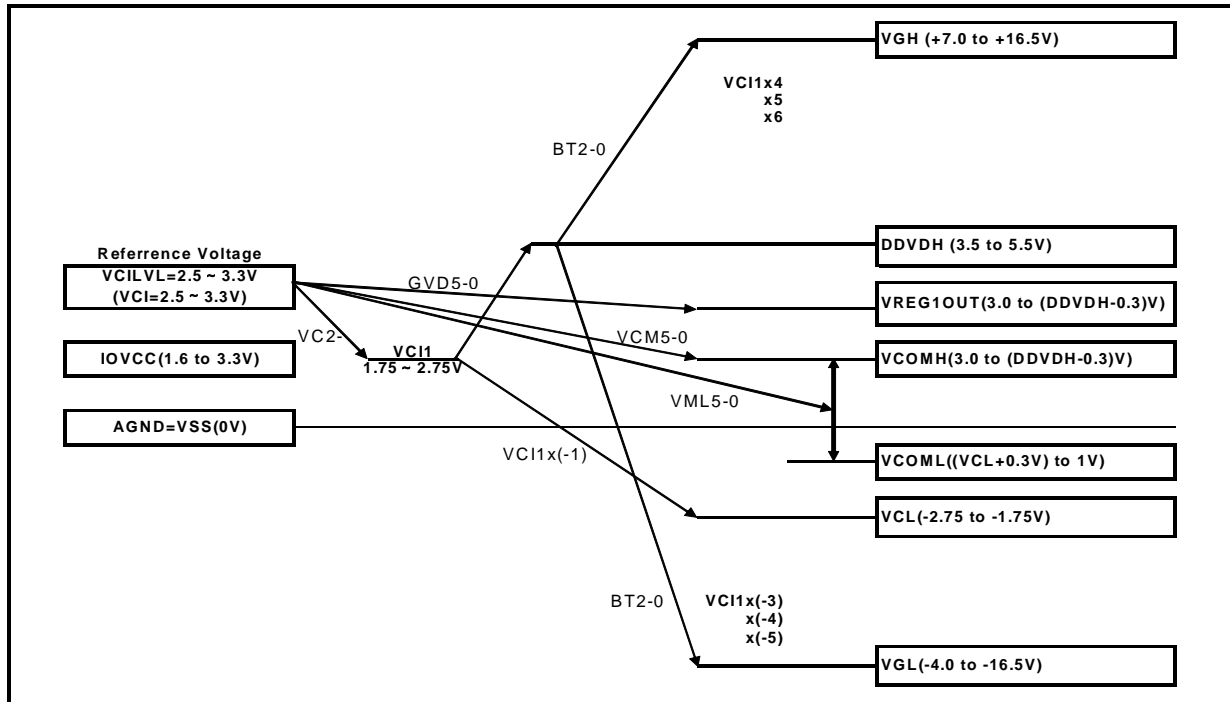 VGH (+7.0 to +16.5V)
VCI1x4
x5
x6
BT2-0
Referrence Voltage
VCILVL=2.5 ~ 3.3V
(VCI=2.5 ~ 3.3V)
DDVDH (3.5 to 5.5V)
GVD5-0
VREG1OUT(3.0 to (DDVDH-0.3)V)
VC2-
VCM5-0
IOVCC(1.6 to 3.3V)
VCI1
1.75 ~ 2.75V
VCOMH(3.0 to (DDVDH-0.3)V)
VML5-0
AGND=VSS(0V)
VCI1x(-1)
VCOML((VCL+0.3V) to 1V)
VCL(-2.75 to -1.75V)
BT2-0
VCI1x(-3)
x(-4)
x(-5)
VGL(-4.0 to -16.5V)